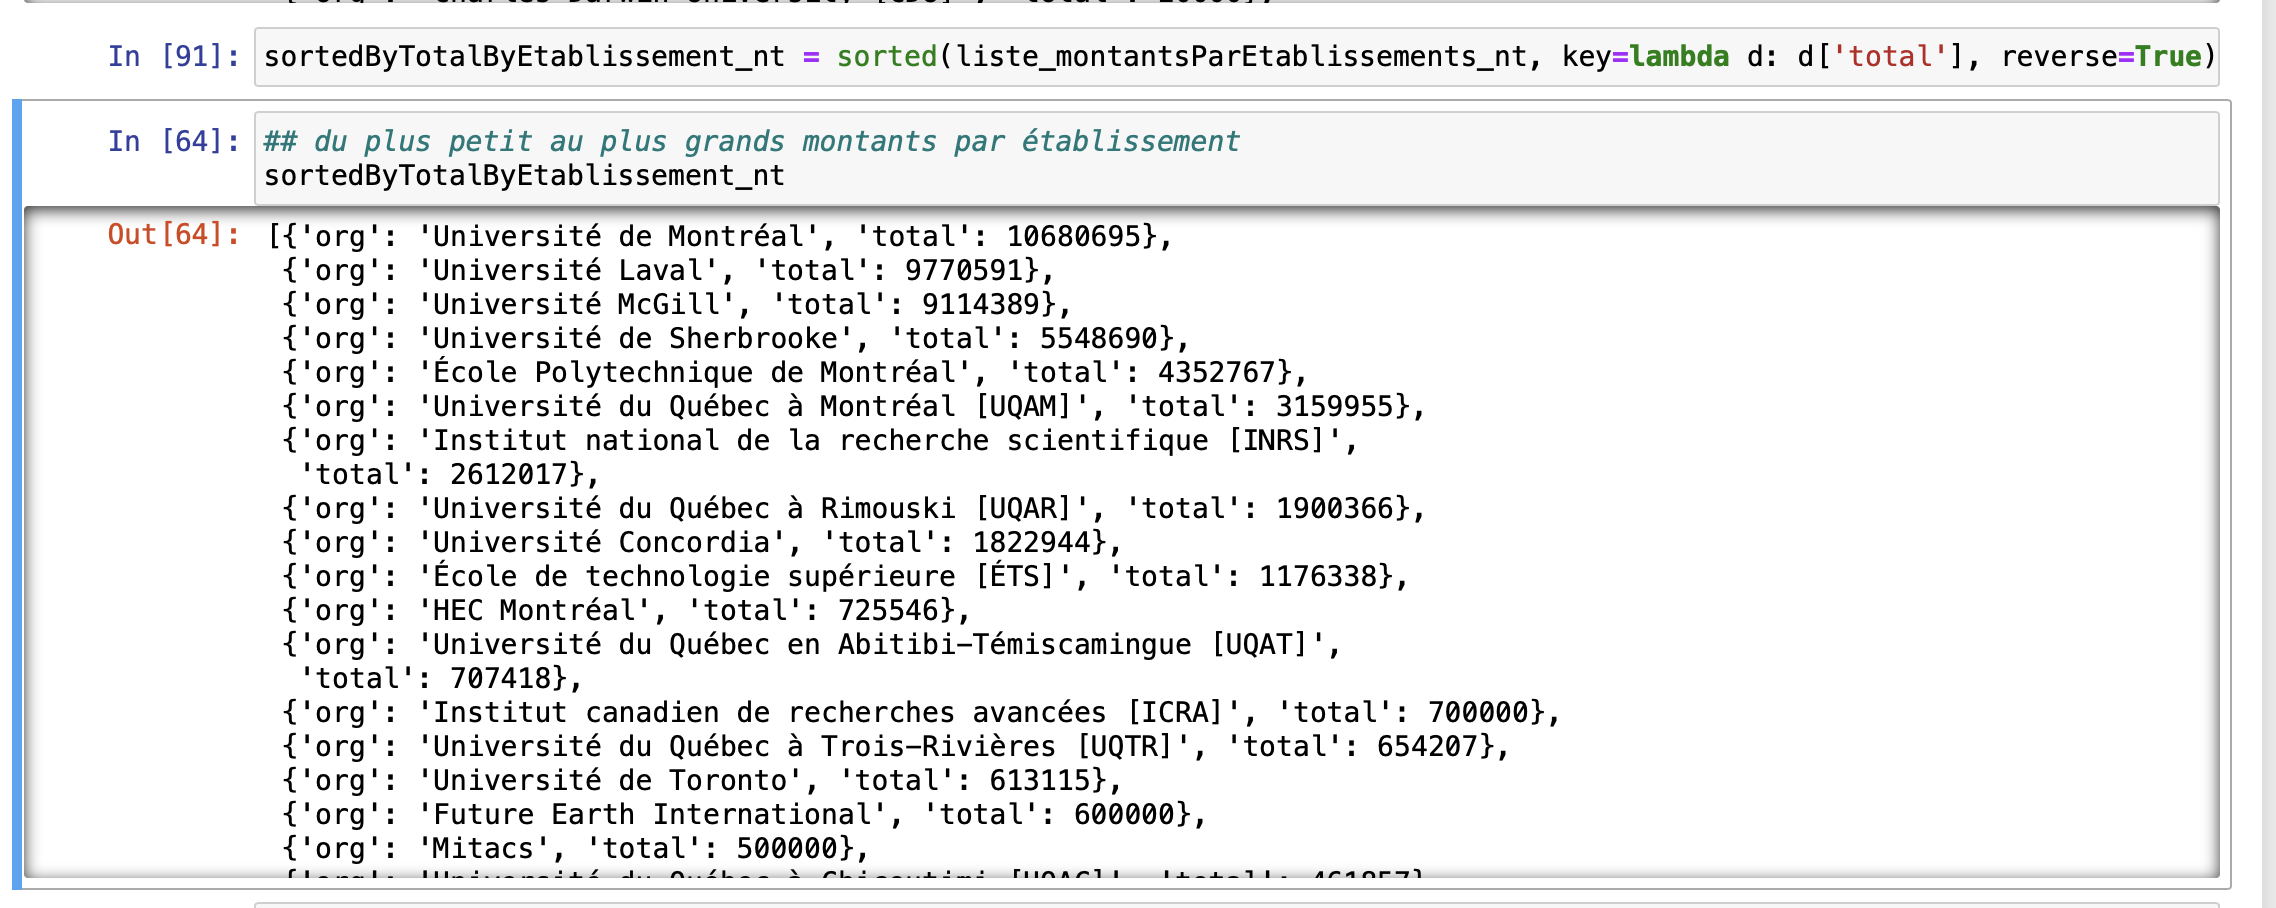 In [91]: sortedByTotalByEtablissement_nt = sorted(liste_montantsParEtablissements_nt, key=lambda d: d['total'], reverse=True)
In [64]: ## du plus petit au plus grands montants par établissement
sortedByTotalByEtablissement_nt
Out[64]: [{'org': 'Université de Montréal', 'total': 10680695},
{'org': 'Université Laval', 'total': 9770591},
{'org': 'Université McGill', 'total': 9114389},
{'org': 'Université de Sherbrooke', 'total': 5548690},
{'org': 'École Polytechnique de Montréal', 'total': 4352767},
{'org': 'Université du Québec à Montréal [UQAM]', 'total': 3159955},
{'org': 'Institut national de la recherche scientifique [INRS]',
'total': 2612017},
{'org': 'Université du Québec à Rimouski [UQAR]', 'total': 1900366},
{'org': 'Université Concordia', 'total': 1822944},
{'org': 'École de technologie supérieure [ÉTS]', 'total': 1176338},
{'org': 'HEC Montréal', 'total': 725546},
{'org': 'Université du Québec en Abitibi-Témiscamingue [UQAT]',
'total': 707418},
{'org': 'Institut canadien de recherches avancées [ICRA]', 'total': 700000},
{'org': 'Université du Québec à Trois-Rivières [UQTR]', 'total': 654207},
{'org': 'Université de Toronto', 'total': 613115},
{'org': 'Future Earth International', 'total': 600000},
{'org': 'Mitacs', 'total': 500000},
{'org': 'Université du Québec à Chicoutimi [UQAC]', 'total':